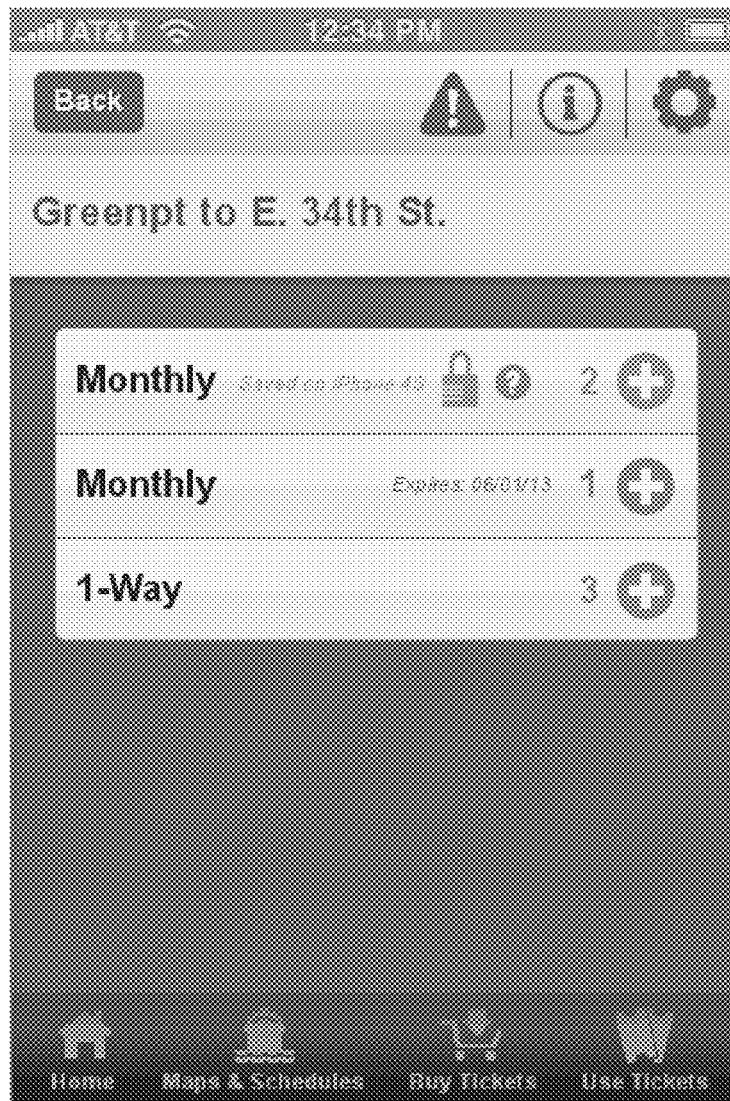 AT&T 12:34 PM
Back
Greenpt to E. 34th St.
Monthly Saved on iPhone 4S 2
Monthly Expires: 06/01/13 1
1-Way 3
Home Maps & Schedules Buy Tickets Use Tickets